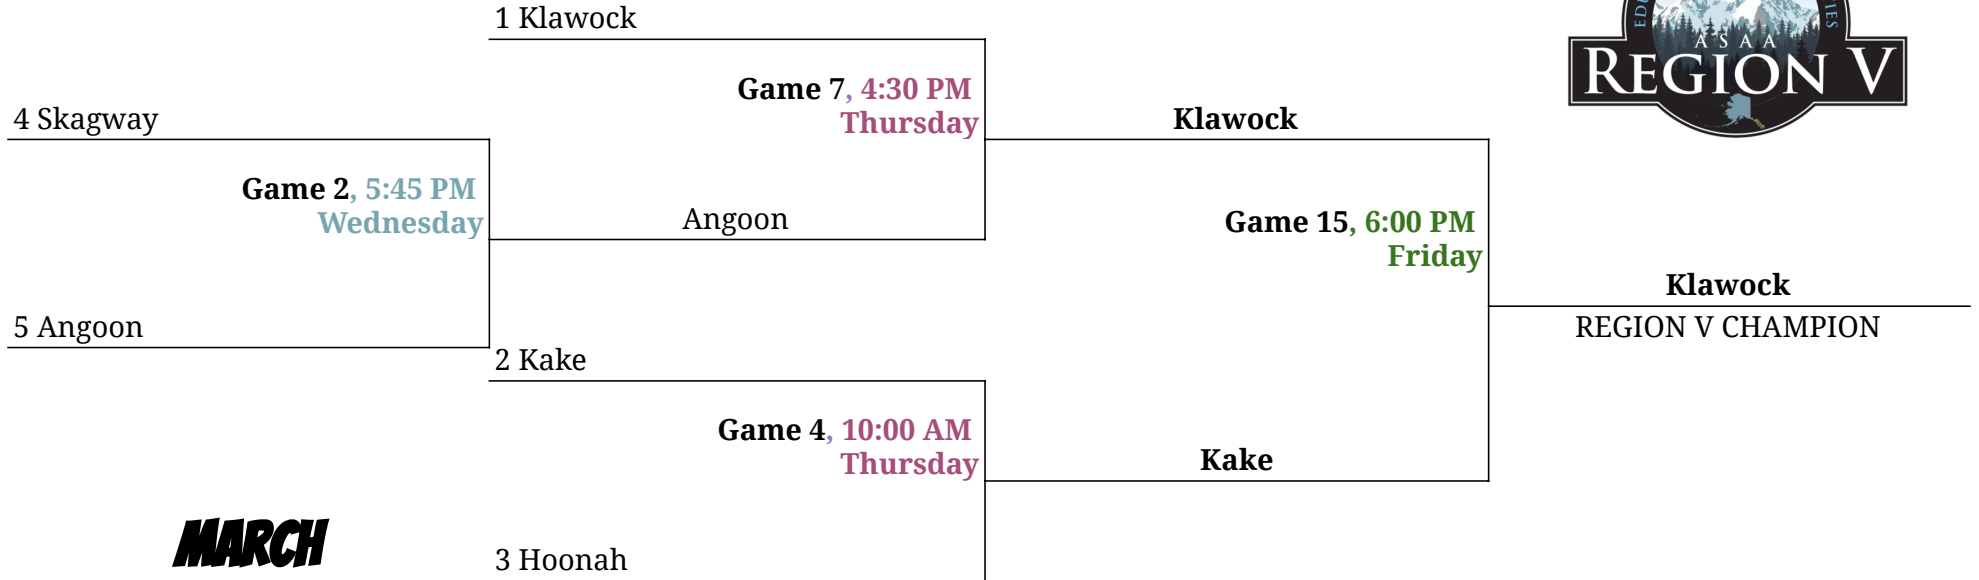 1 Klawock
Game 7, 4:30 PM
Thursday
4 Skagway
Klawock
Game 2, 5:45 PM
Wednesday
Angoon
Game 15, 6:00 PM
Friday
Klawock
REGION V CHAMPION
5 Angoon
2 Kake
Game 4, 10:00 AM
Thursday
Kake
MARCH
3 Hoonah
ASAA
REGION V